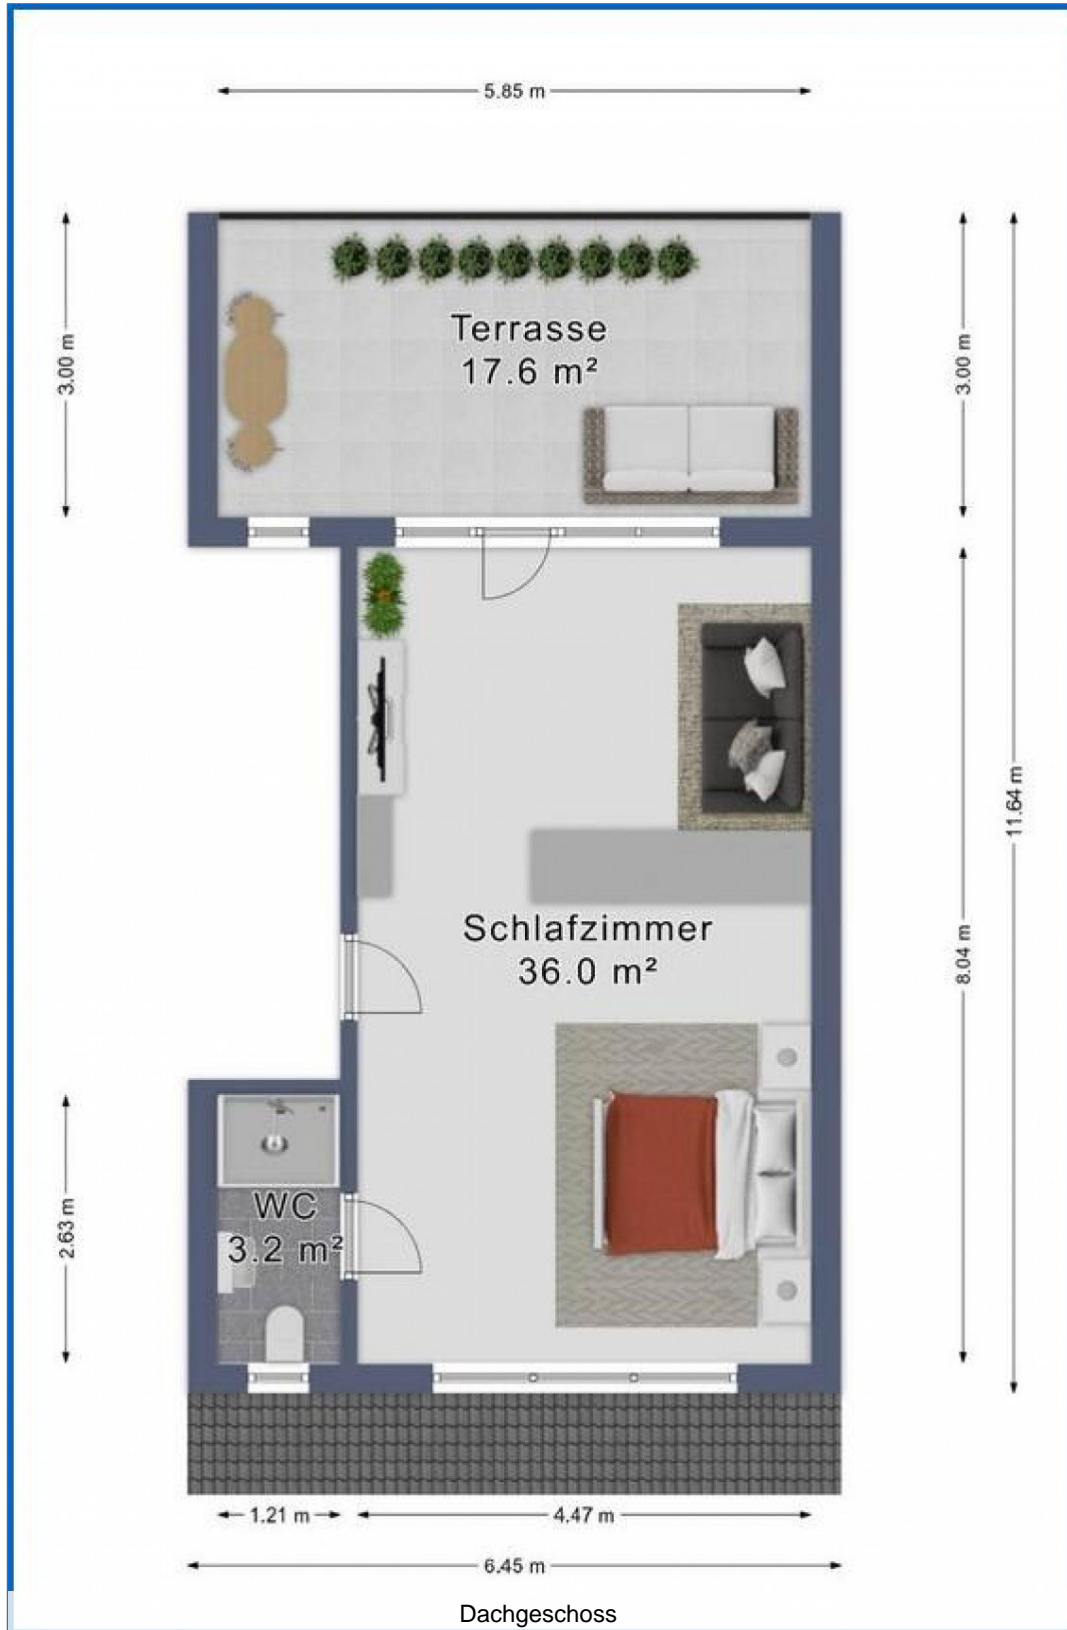 5.85 m
3.00 m
3.00 m
Terrasse
17.6 m²
11.64 m
Schlafzimmer
36.0 m²
8.04 m
2.63 m
WC
3.2 m²
1.21 m
4.47 m
6.45 m
Dachgeschoss